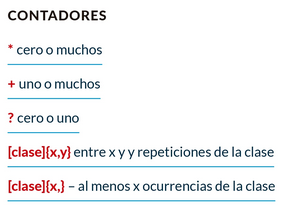 CONTADORES
* cero o muchos
+ uno o muchos
? cero o uno
[clase]{x,y} entre x y y repeticiones de la clase
[clase]{x,} – al menos x ocurrencias de la clase